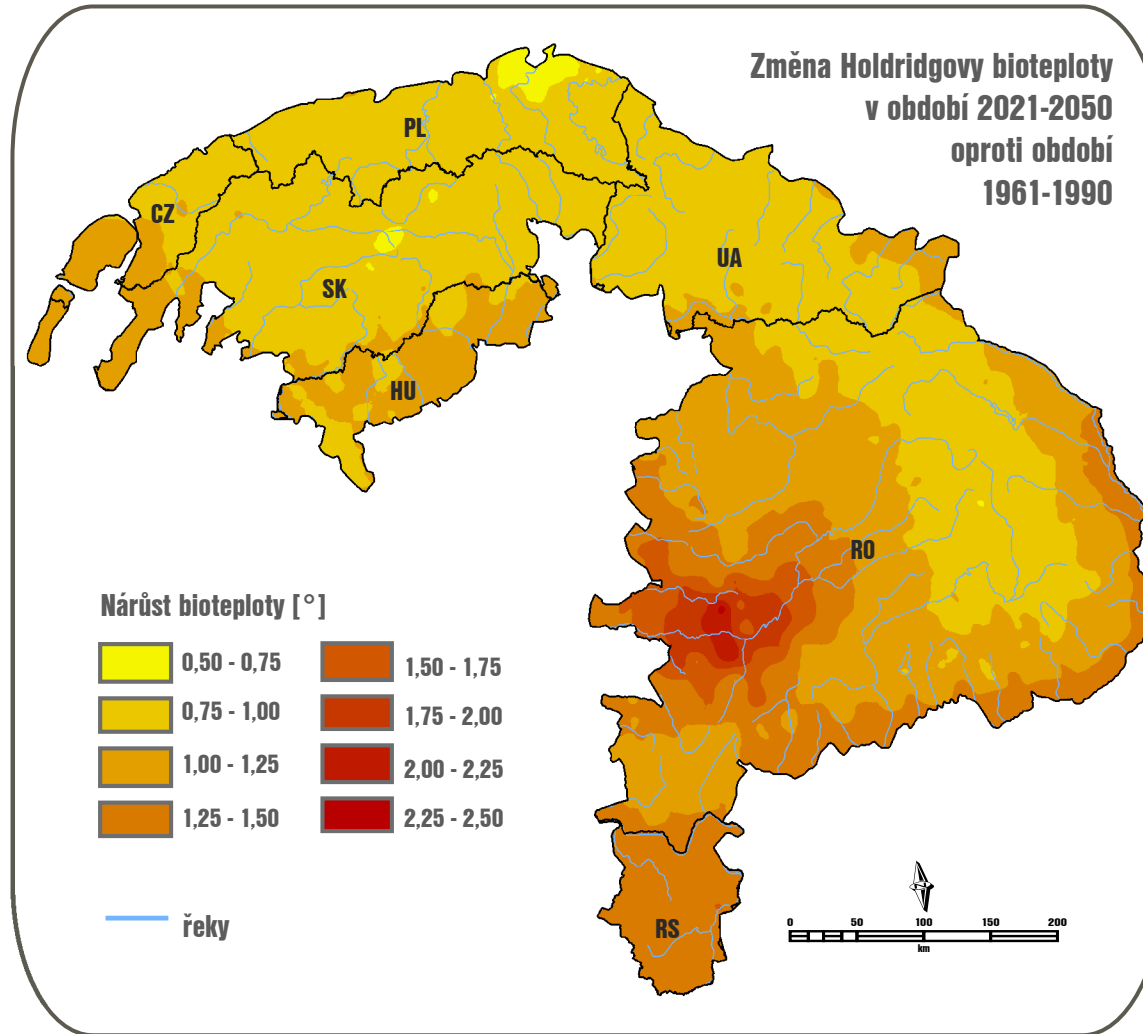 Změna Holdridgovy bioteploty
v období 2021-2050
oproti období
1961-1990
PL
CZ
SK
UA
HU
RO
RS
Nárůst bioteploty [°]
0,50 - 0,75
0,75 - 1,00
1,00 - 1,25
1,25 - 1,50
1,50 - 1,75
1,75 - 2,00
2,00 - 2,25
2,25 - 2,50
řeky
0 50 100 150 200
km